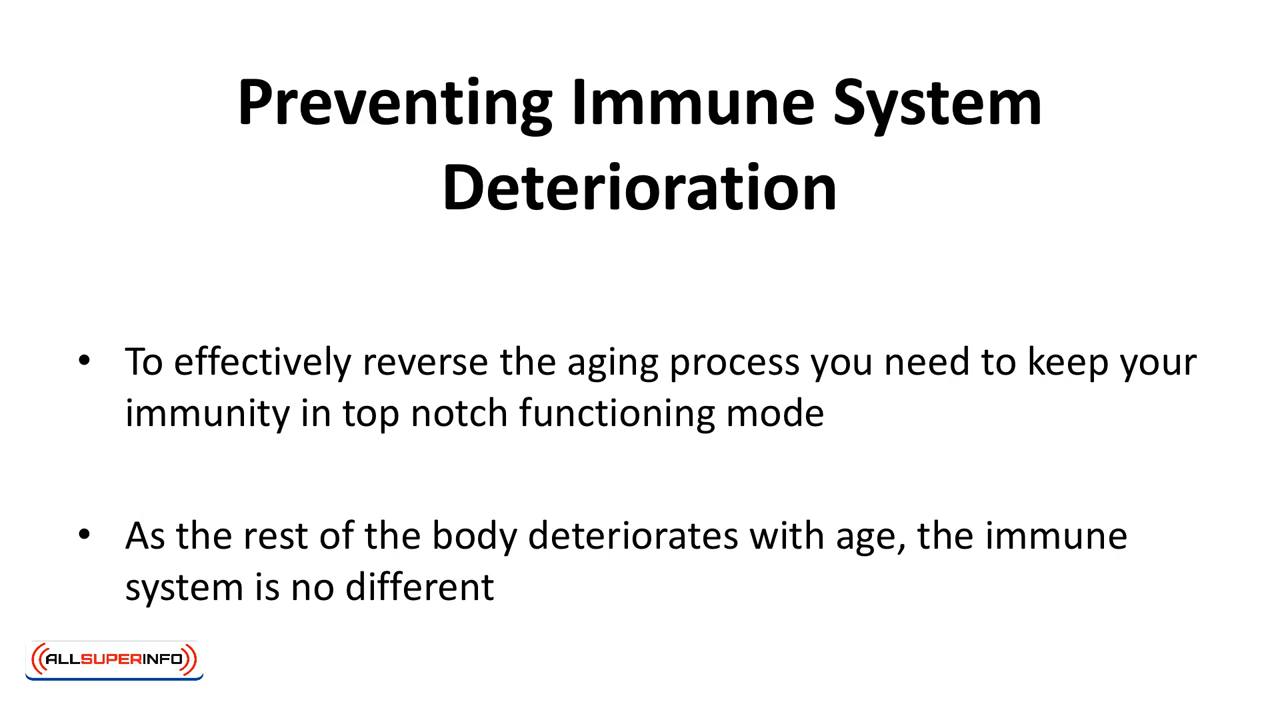 Preventing Immune System
Deterioration
• To effectively reverse the aging process you need to keep your
immunity in top notch functioning mode
• As the rest of the body deteriorates with age, the immune
system is no different
ALLSUPERINFO